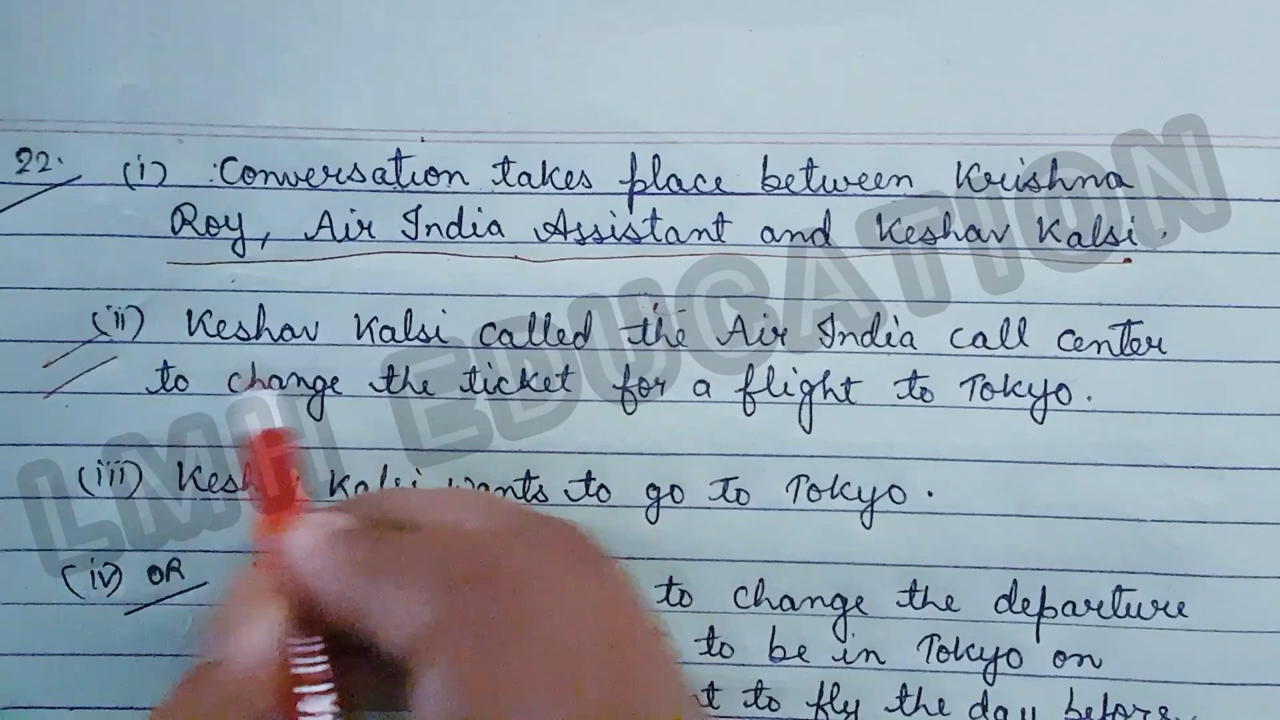 22. (i) Conversation takes place between Krishna
Roy, Air India Assistant and Keshav Kalsi.
(ii) Keshav Kalsi called the Air India call center
to change the ticket for a flight to Tokyo.
(iii) Kalsi wants to go to Tokyo.
(iv) OR to change the departure
to be in Tokyo on
to fly the day before
LMH EDUCATION